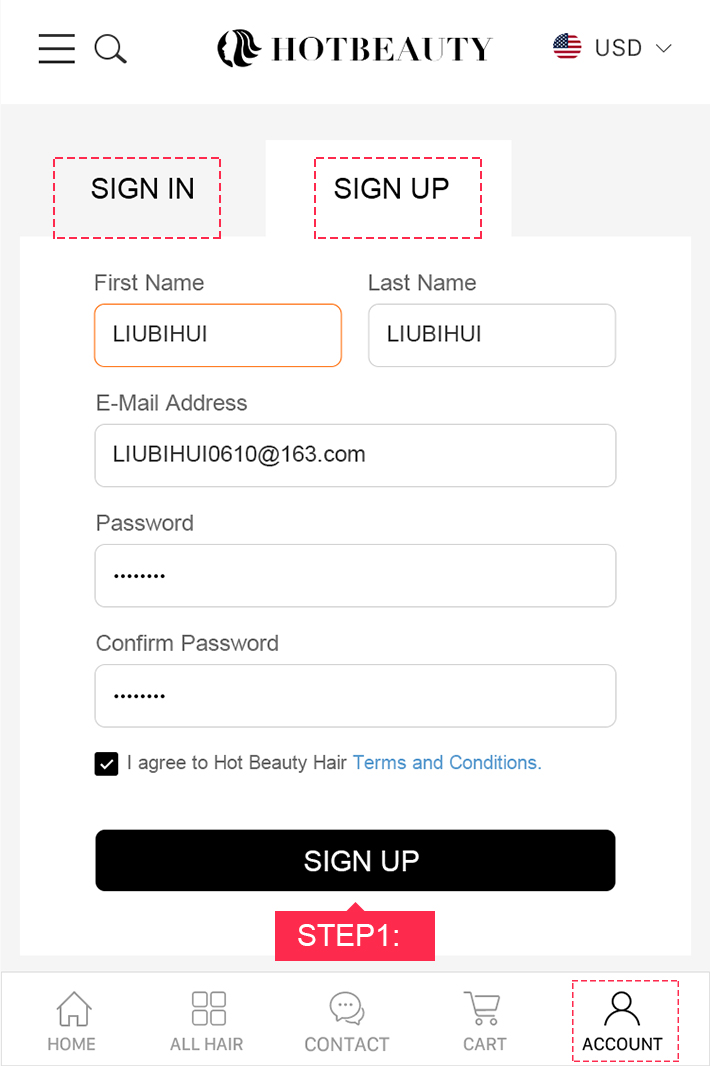 HOTBEAUTY USD
SIGN IN SIGN UP
First Name Last Name
LIUBIHUI LIUBIHUI
E-Mail Address
LIUBIHUI0610@163.com
Password
••••••••
Confirm Password
••••••••
I agree to Hot Beauty Hair Terms and Conditions.
SIGN UP
STEP1:
HOME ALL HAIR CONTACT CART ACCOUNT